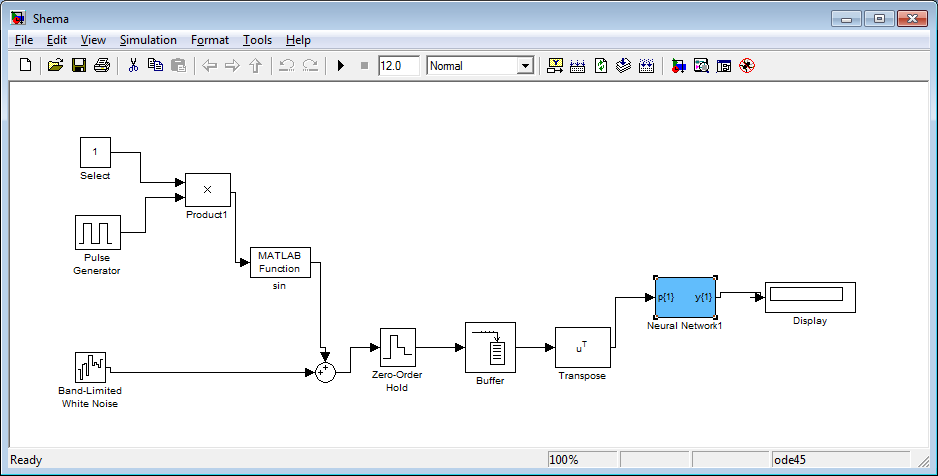 Shema
File Edit View Simulation Format Tools Help
12.0 Normal
1
Select
Product1
Pulse
Generator
MATLAB
Function
sin
Band-Limited
White Noise
Zero-Order
Hold
Buffer
uT
Transpose
p{1} y{1}
Neural Network1
Display
Ready 100% ode45